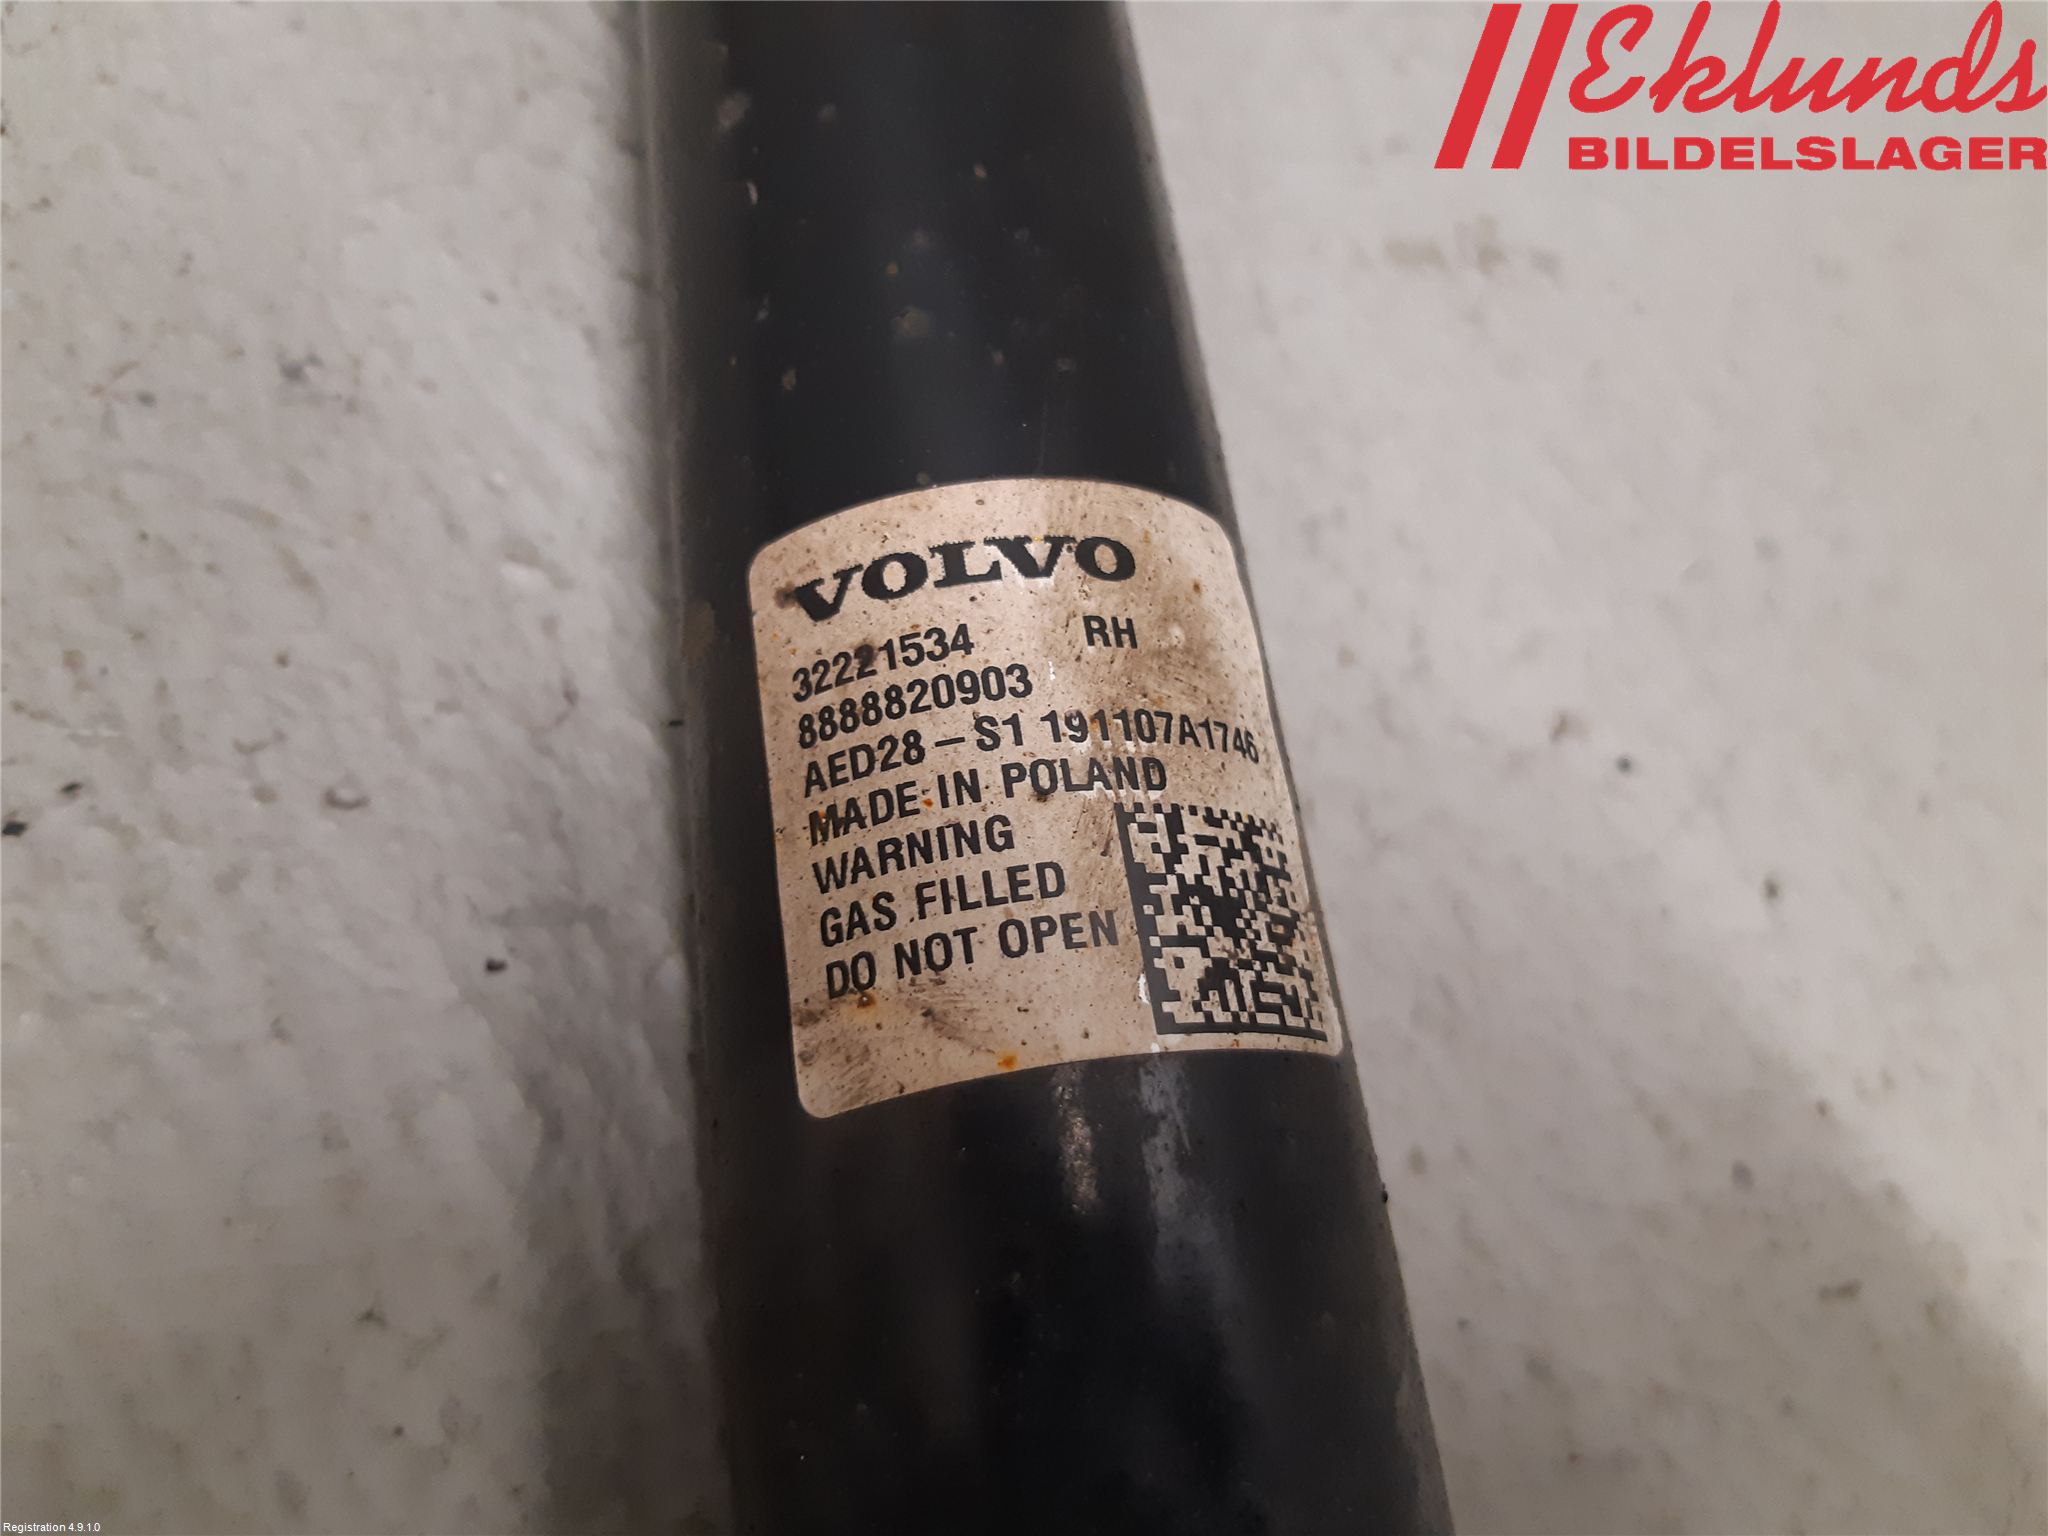 Eklunds
BILDELSLAGER
VOLVO
32221534 RH
8888820903
AED28-S1 191107A1746
MADE IN POLAND
WARNING
GAS FILLED
DO NOT OPEN
Registration 4.9.1.0